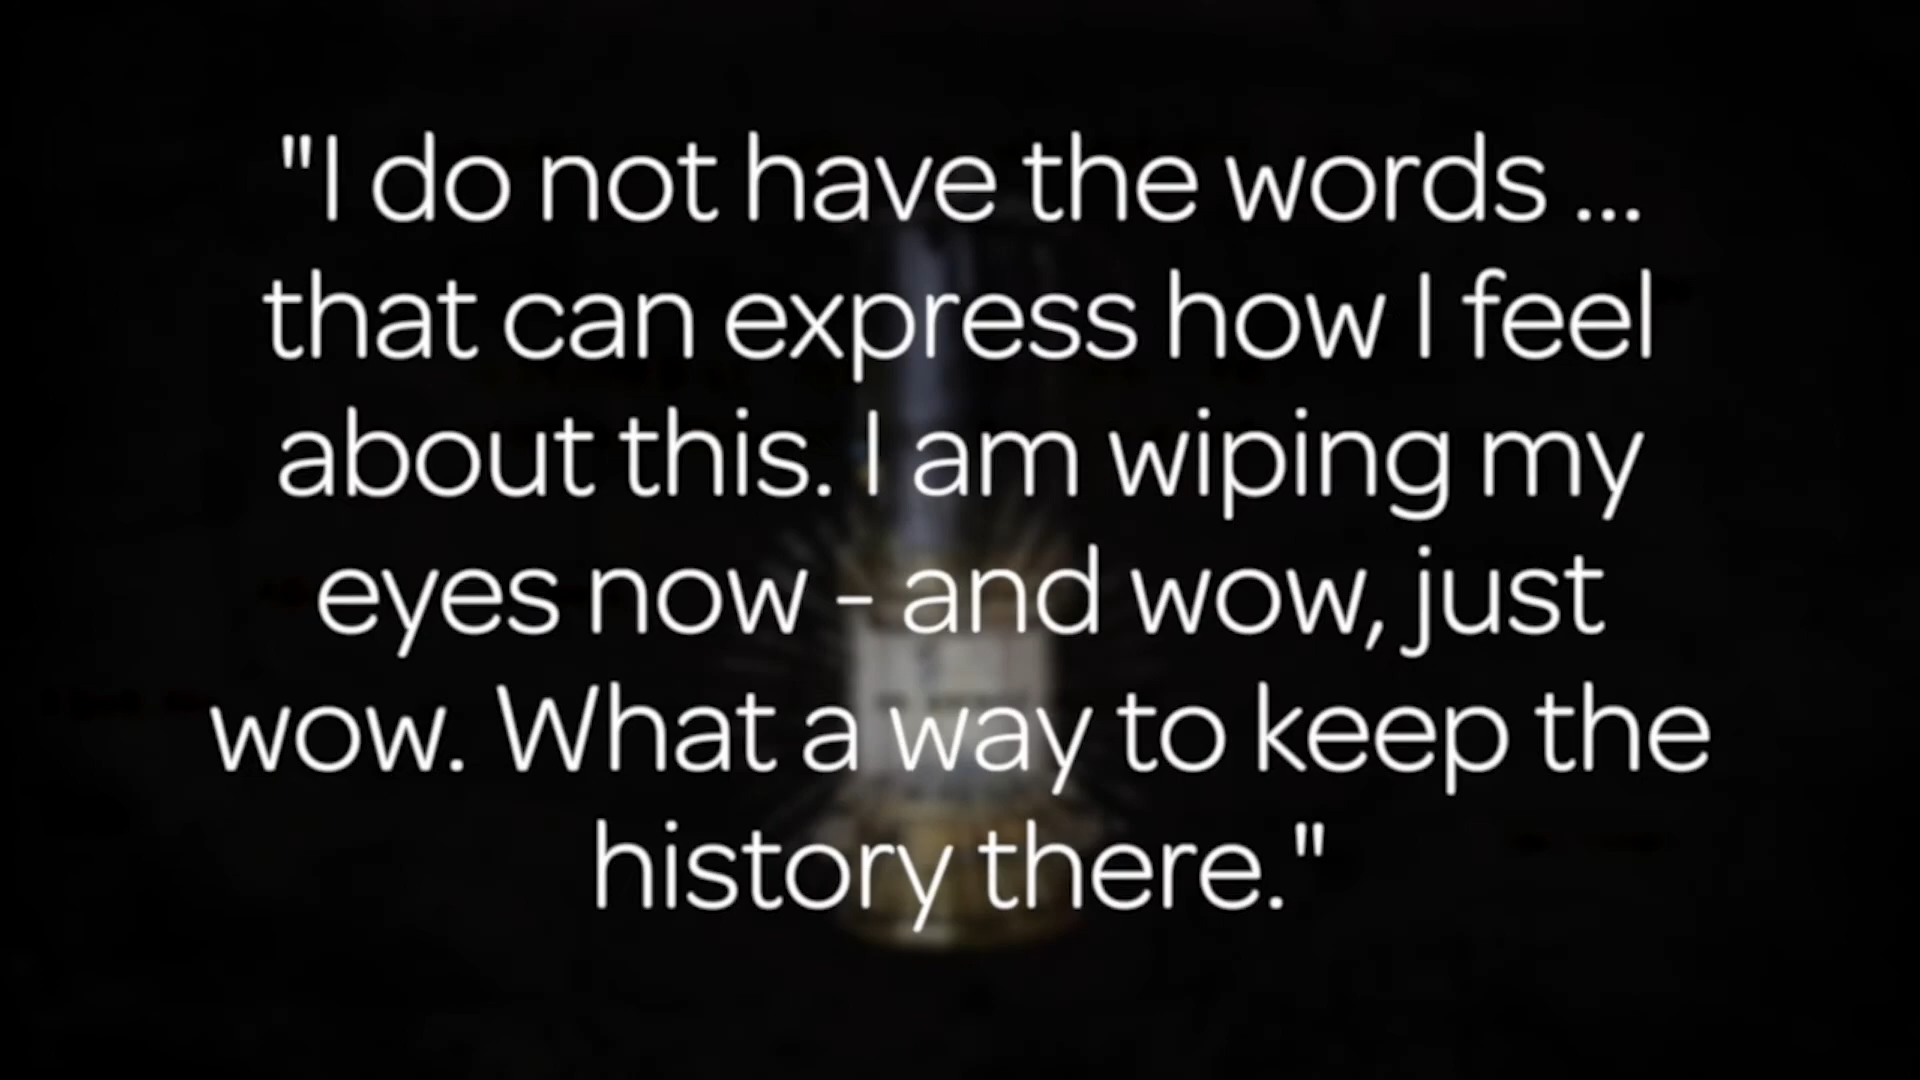 "I do not have the words ...
that can express how I feel
about this. I am wiping my
eyes now - and wow, just
wow. What a way to keep the
history there."